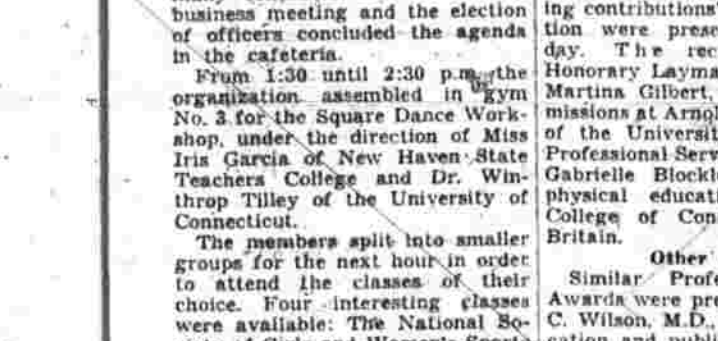 business meeting and the election
of officers concluded the agenda
in the cafeteria.
From 1:30 until 2:30 p.m. the
organization assembled in gym
No. 3 for the Square Dance Work-
shop, under the direction of Miss
Iris Garcia of New Haven State
Teachers College and Dr. Win-
throp Tilley of the University of
Connecticut.
The members split into smaller
groups for the next hour in order
to attend the classes of their
choice. Four interesting classes
were available: The National So-
ing contributions
tion were prese
day. The rec
Honorary Layma
Martina Gilbert,
missions at Arnol
of the Universit
Professional Serv
Gabrielle Blockl
physical educati
College of Con
Britain.
Other
Similar Profe
Awards were pre
C. Wilson, M.D.,